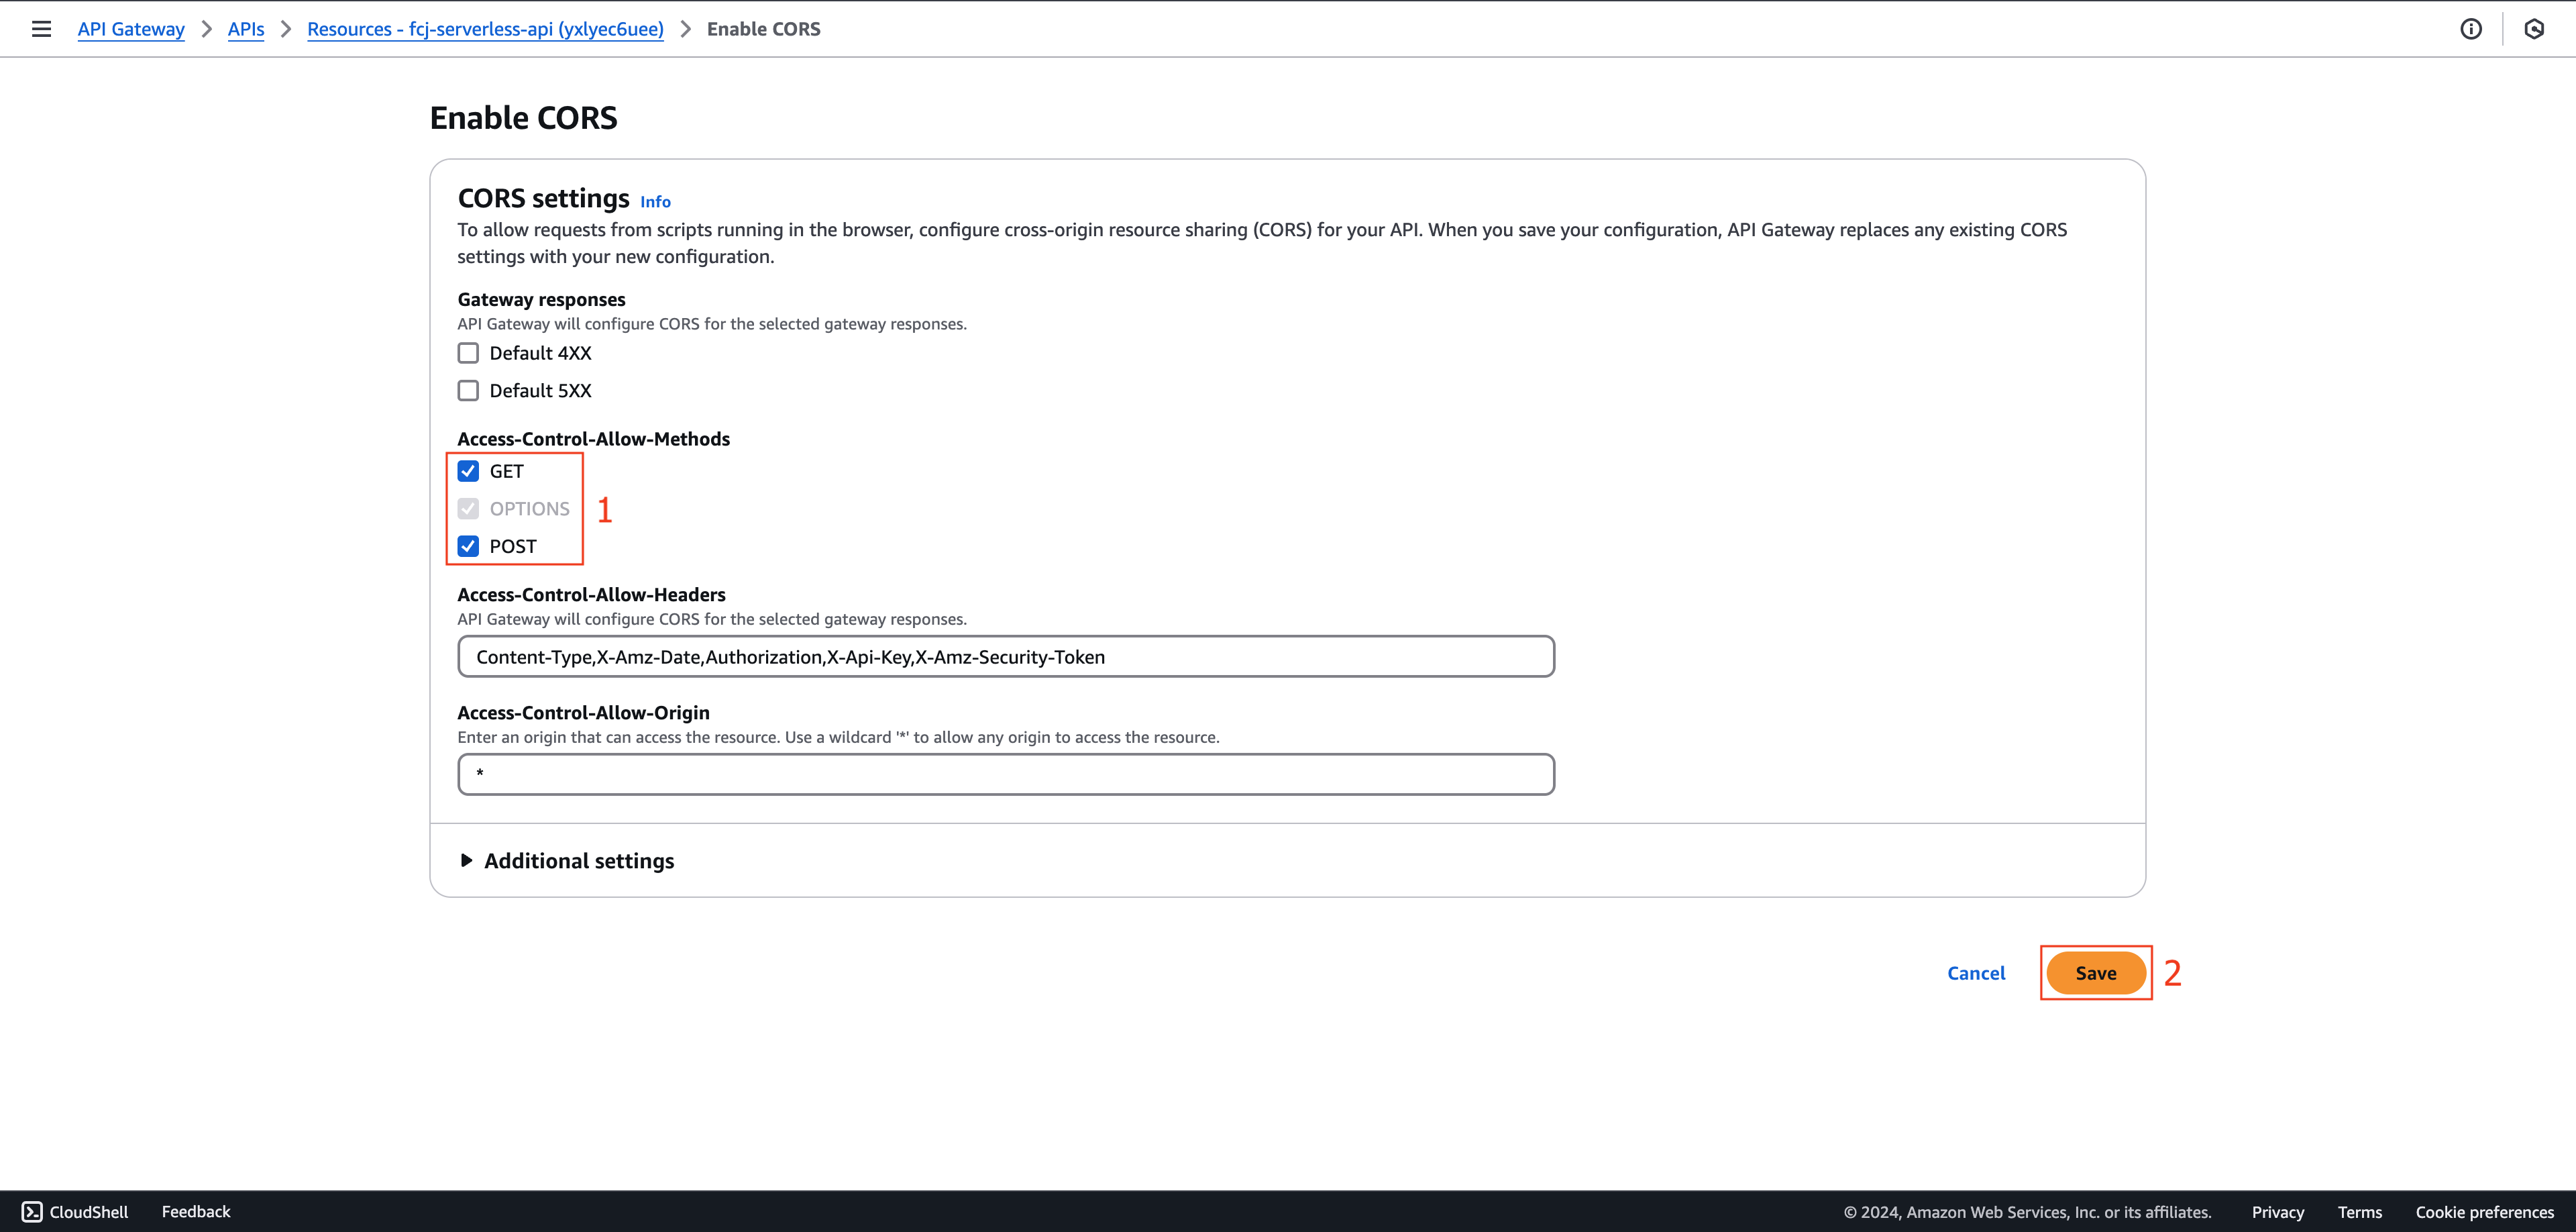 API Gateway > APIs > Resources - fcj-serverless-api (yxlyec6uee) > Enable CORS
Enable CORS
CORS settings Info
To allow requests from scripts running in the browser, configure cross-origin resource sharing (CORS) for your API. When you save your configuration, API Gateway replaces any existing CORS
settings with your new configuration.
Gateway responses
API Gateway will configure CORS for the selected gateway responses.
Default 4XX
Default 5XX
Access-Control-Allow-Methods
GET
OPTIONS
1
POST
Access-Control-Allow-Headers
API Gateway will configure CORS for the selected gateway responses.
Content-Type,X-Amz-Date,Authorization,X-Api-Key,X-Amz-Security-Token
Access-Control-Allow-Origin
Enter an origin that can access the resource. Use a wildcard '*' to allow any origin to access the resource.
*
Additional settings
Cancel Save 2
CloudShell Feedback © 2024, Amazon Web Services, Inc. or its affiliates. Privacy Terms Cookie preferences